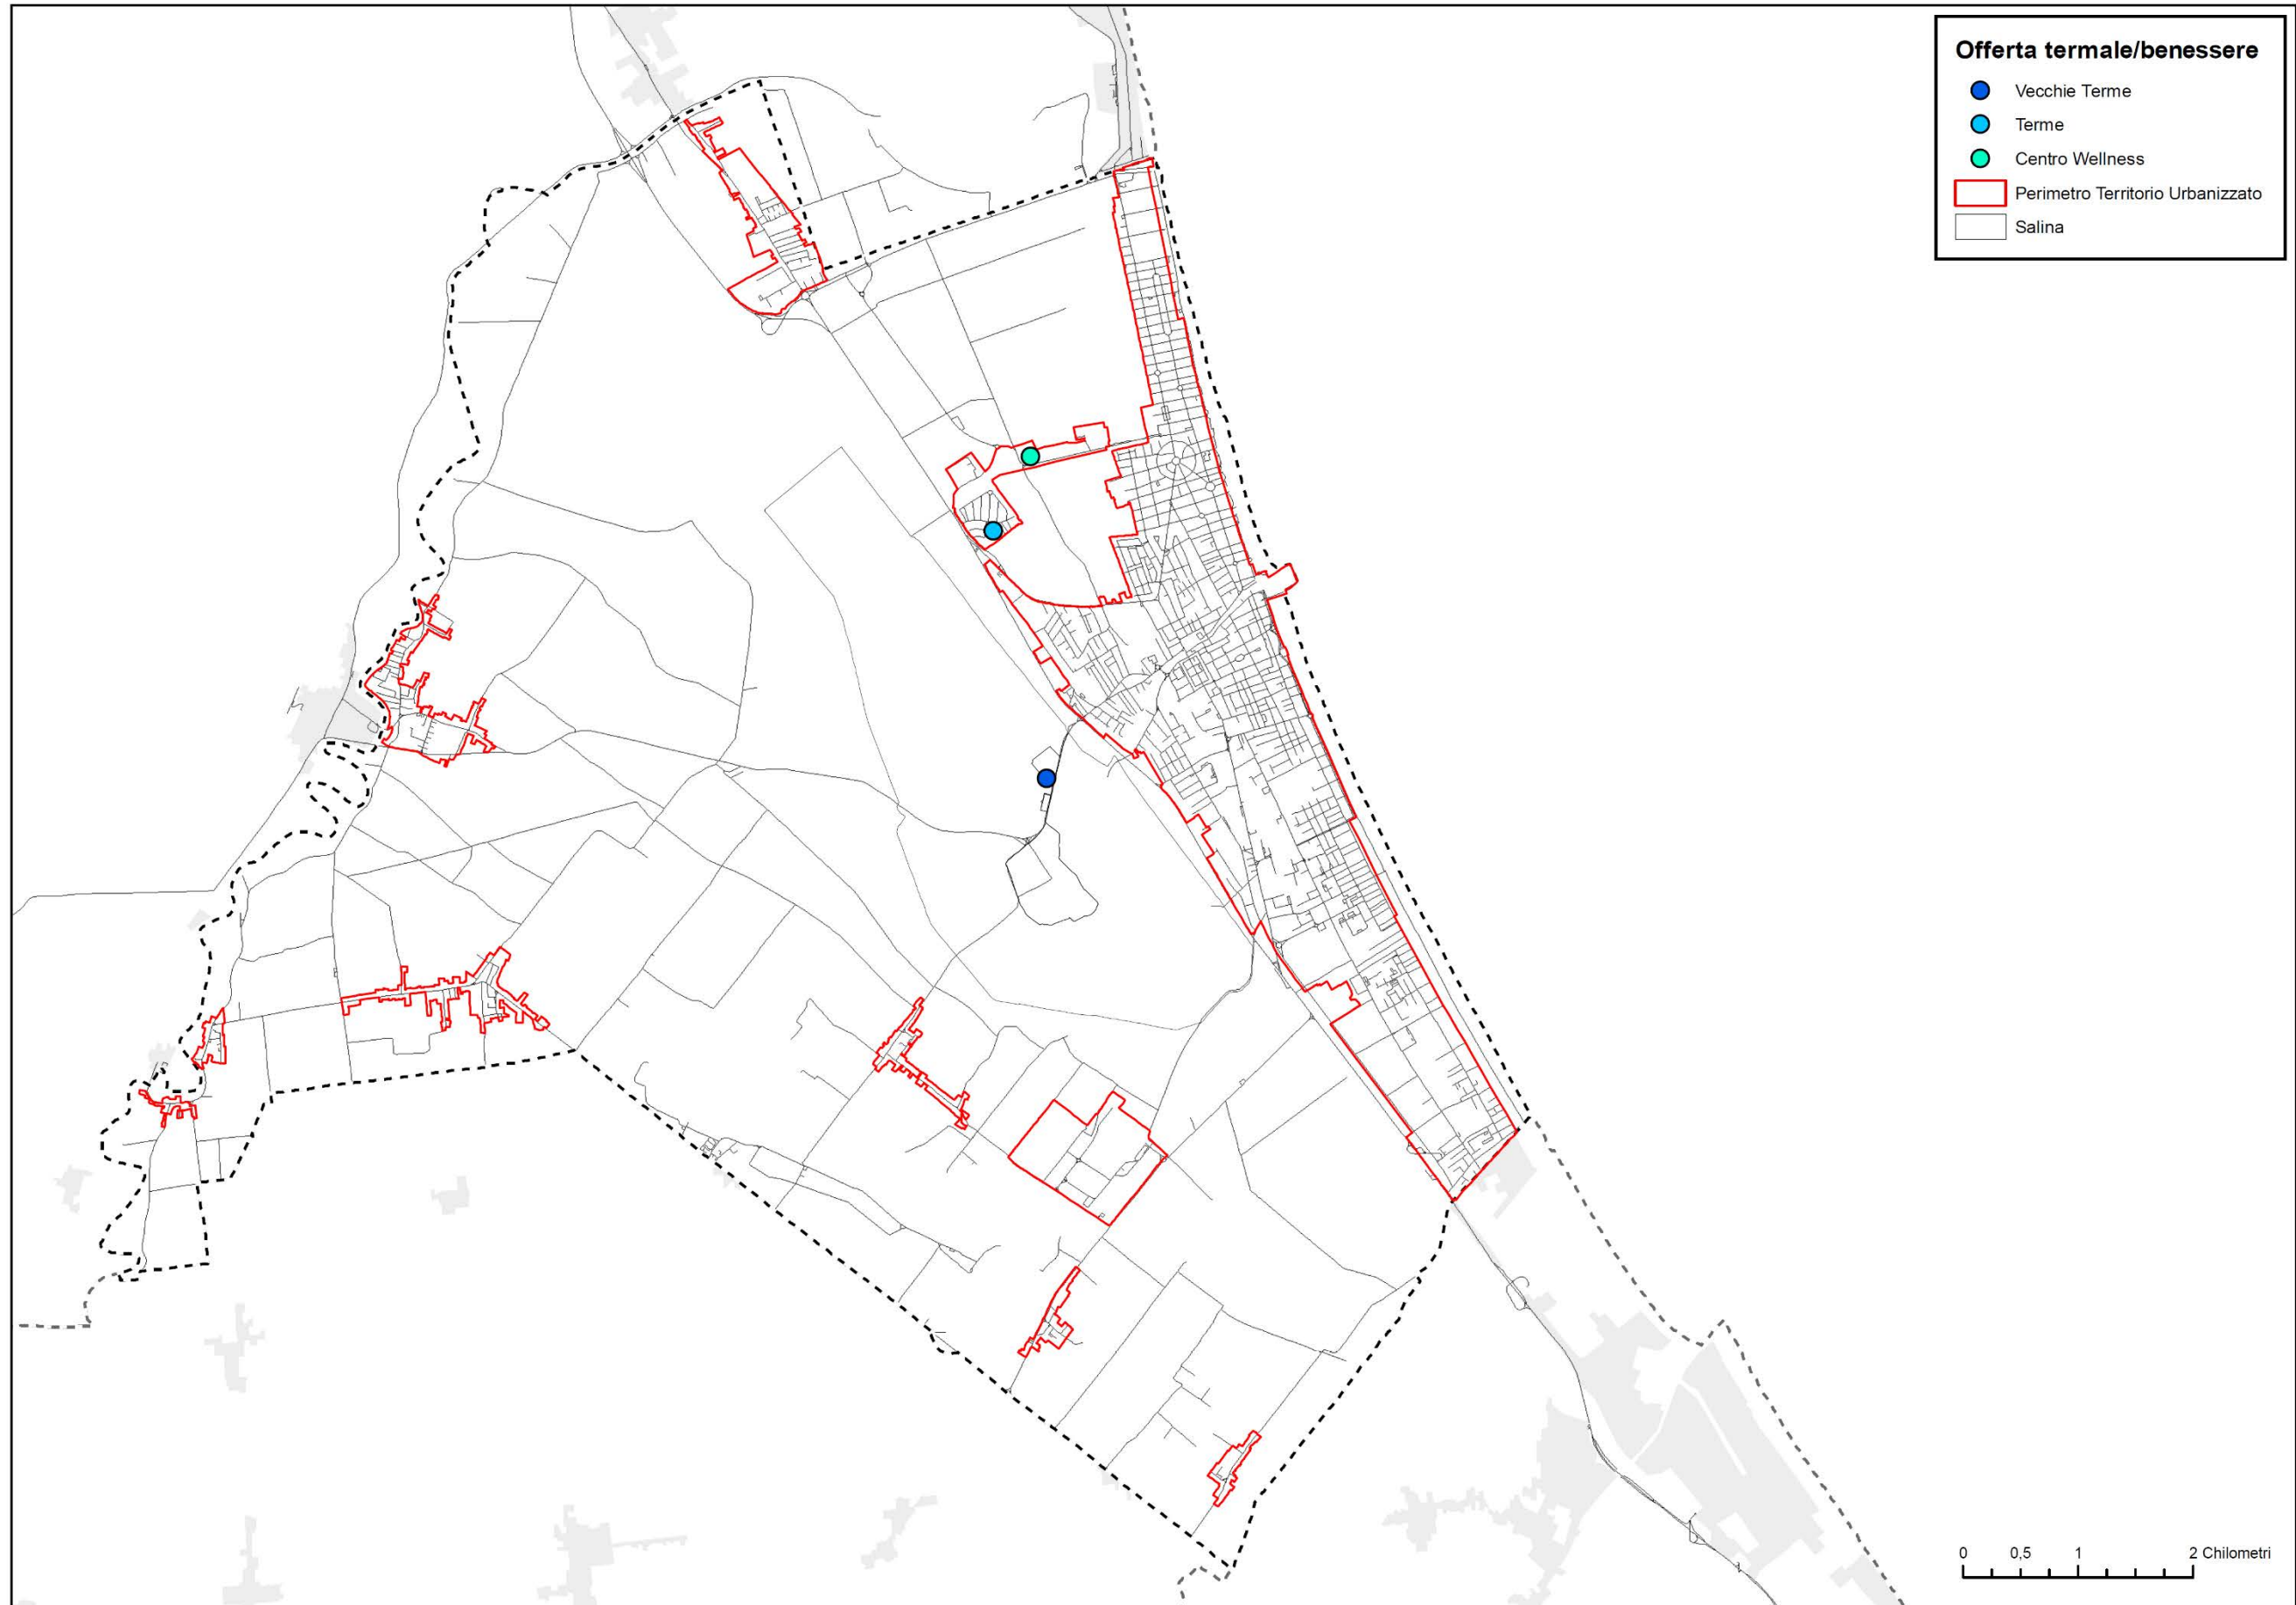 Offerta termale/benessere
Vecchie Terme
Terme
Centro Wellness
Perimetro Territorio Urbanizzato
Salina
0 0,5 1 2 Chilometri